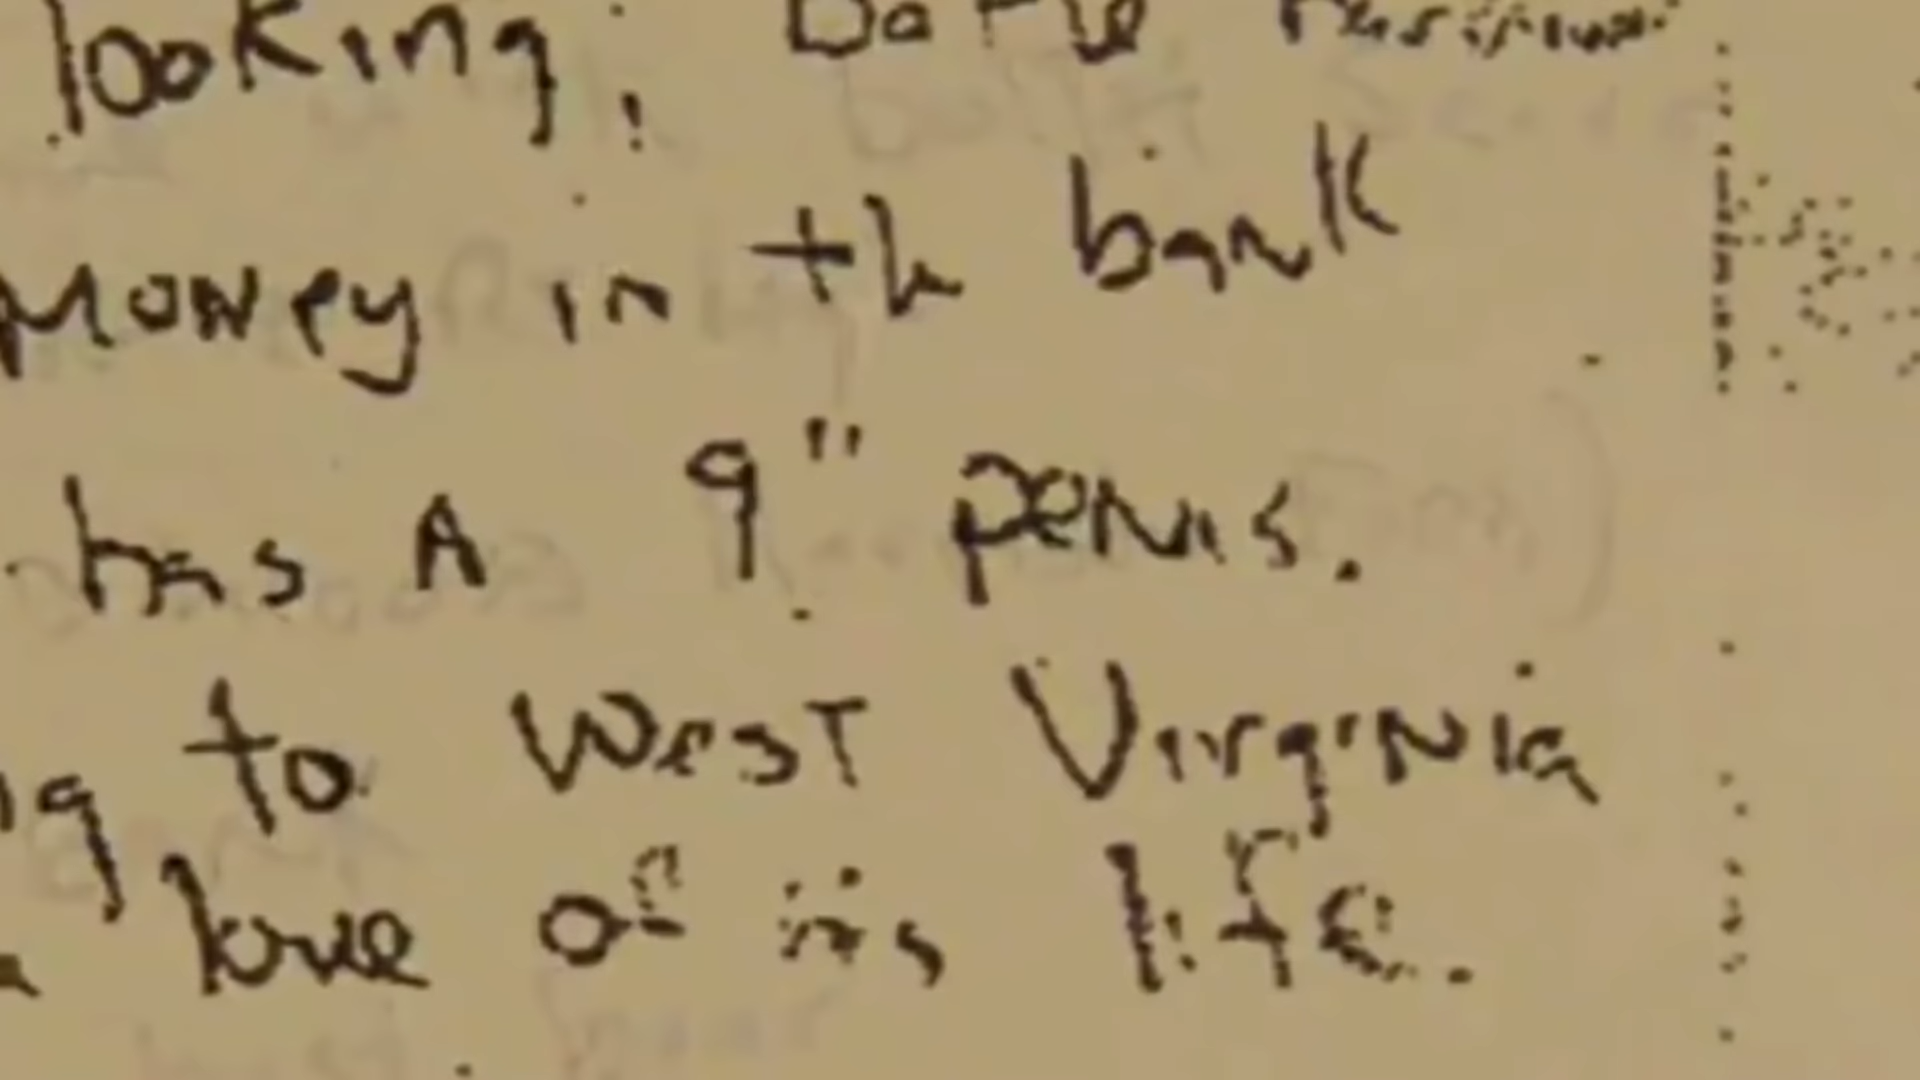 looking;
Money in th bank
has A 9" penis.
to West Virginia
love of his life.